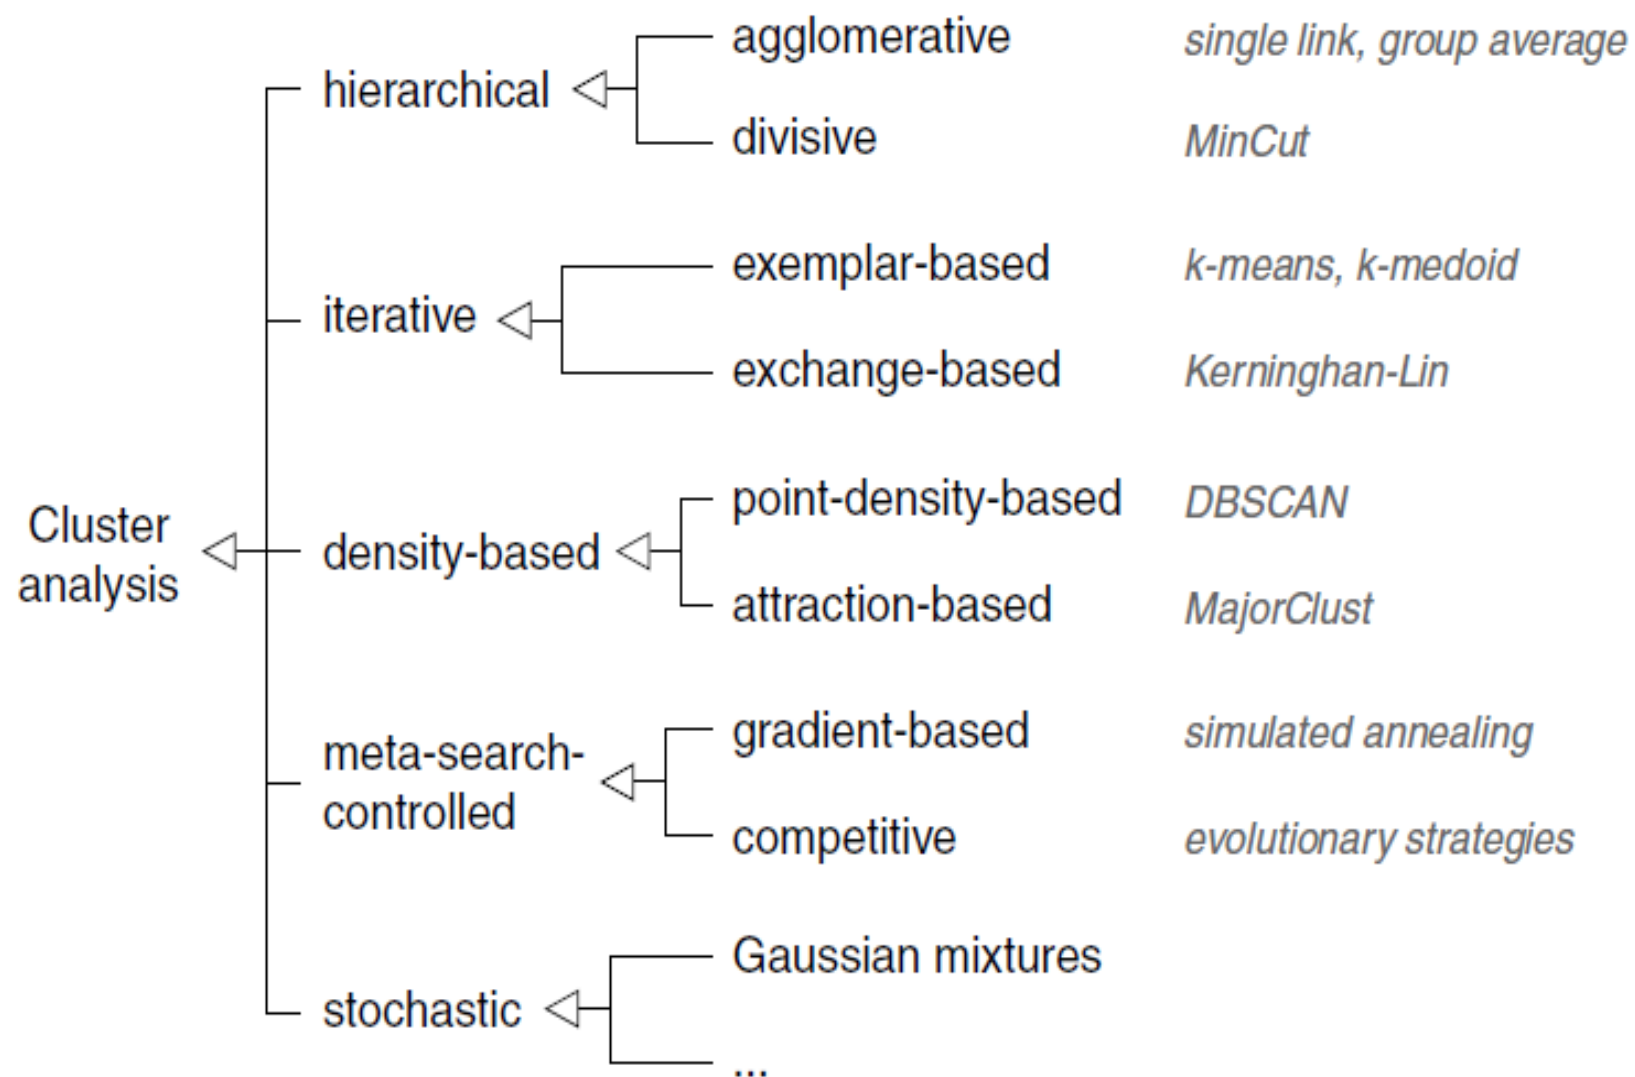 agglomerative single link, group average
hierarchical
divisive MinCut
exemplar-based k-means, k-medoid
iterative
exchange-based Kerninghan-Lin
point-density-based DBSCAN
Cluster
analysis
density-based
attraction-based MajorClust
gradient-based simulated annealing
meta-search-
controlled
competitive evolutionary strategies
Gaussian mixtures
stochastic
...